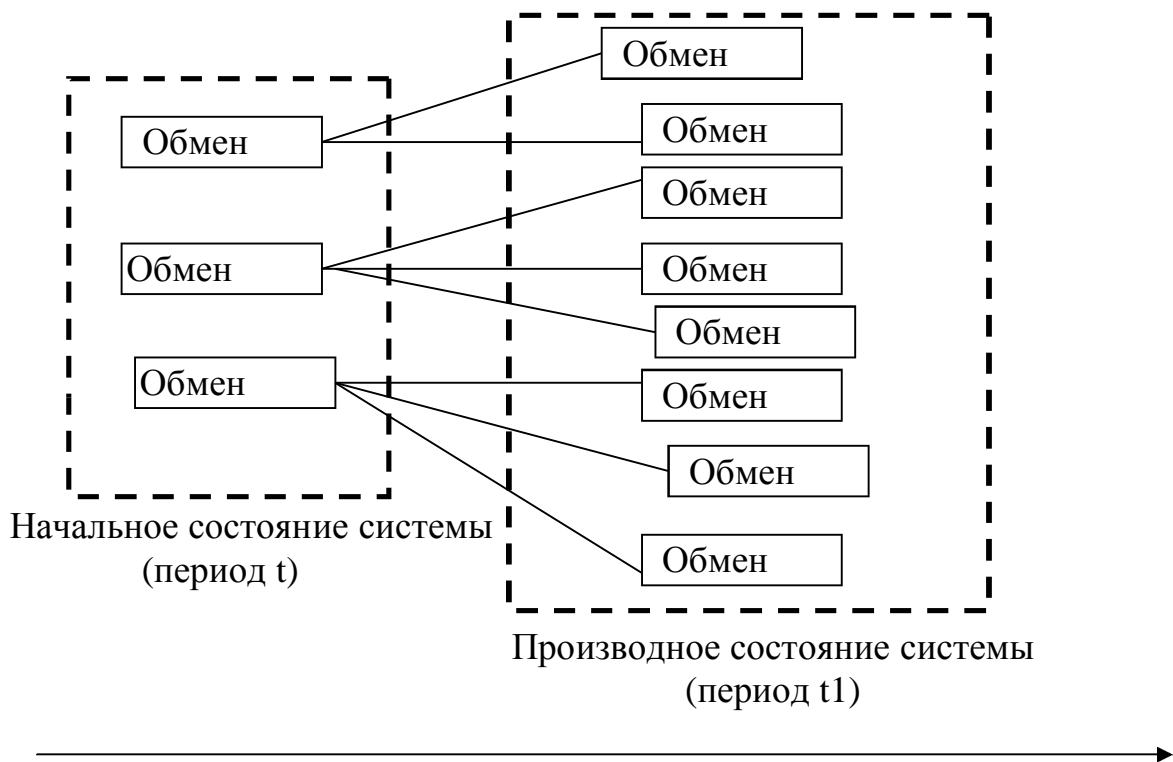 Обмен
Обмен
Обмен
Начальное состояние системы
(период t)
Обмен
Обмен
Обмен
Обмен
Обмен
Обмен
Обмен
Обмен
Производное состояние системы
(период t1)